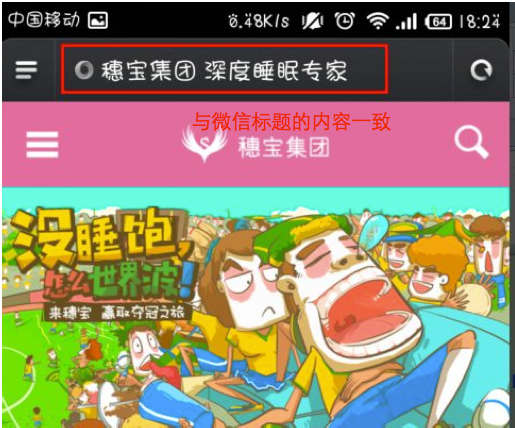 中国移动 0.48K/s 64 18:24
穗宝集团 深度睡眠专家
与微信标题的内容一致
S 穗宝集团
没睡饱,
怎么世界波!
来穗宝 赢取夺冠之旅